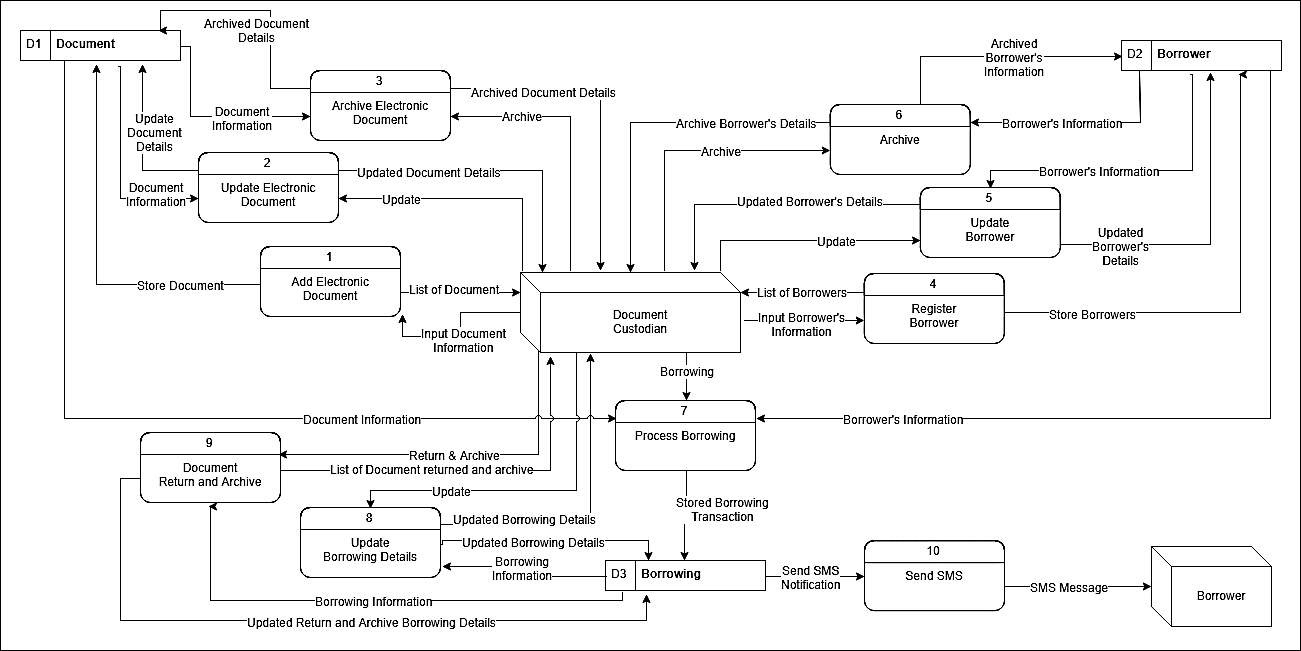 Archived Document
Details
D1 Document
Archived
Borrower's
Information
D2 Borrower
3
Archive Electronic
Document
Archived Document Details
Archive
Document
Information
Update
Document
Details
6
Archive
Archive Borrower's Details
Archive
Borrower's Information
2
Update Electronic
Document
Updated Document Details
Update
Document
Information
Borrower's Information
5
Update
Borrower
Updated Borrower's Details
Update
Updated
Borrower's
Details
1
Add Electronic
Document
Store Document
List of Document
Input Document
Information
Document
Custodian
List of Borrowers
Input Borrower's
Information
4
Register
Borrower
Store Borrowers
Borrowing
Document Information
7
Process Borrowing
Borrower's Information
9
Document
Return and Archive
Return & Archive
List of Document returned and archive
Update
Stored Borrowing
Transaction
8
Update
Borrowing Details
Updated Borrowing Details
Updated Borrowing Details
Borrowing
Information
D3 Borrowing
Send SMS
Notification
10
Send SMS
SMS Message
Borrower
Borrowing Information
Updated Return and Archive Borrowing Details